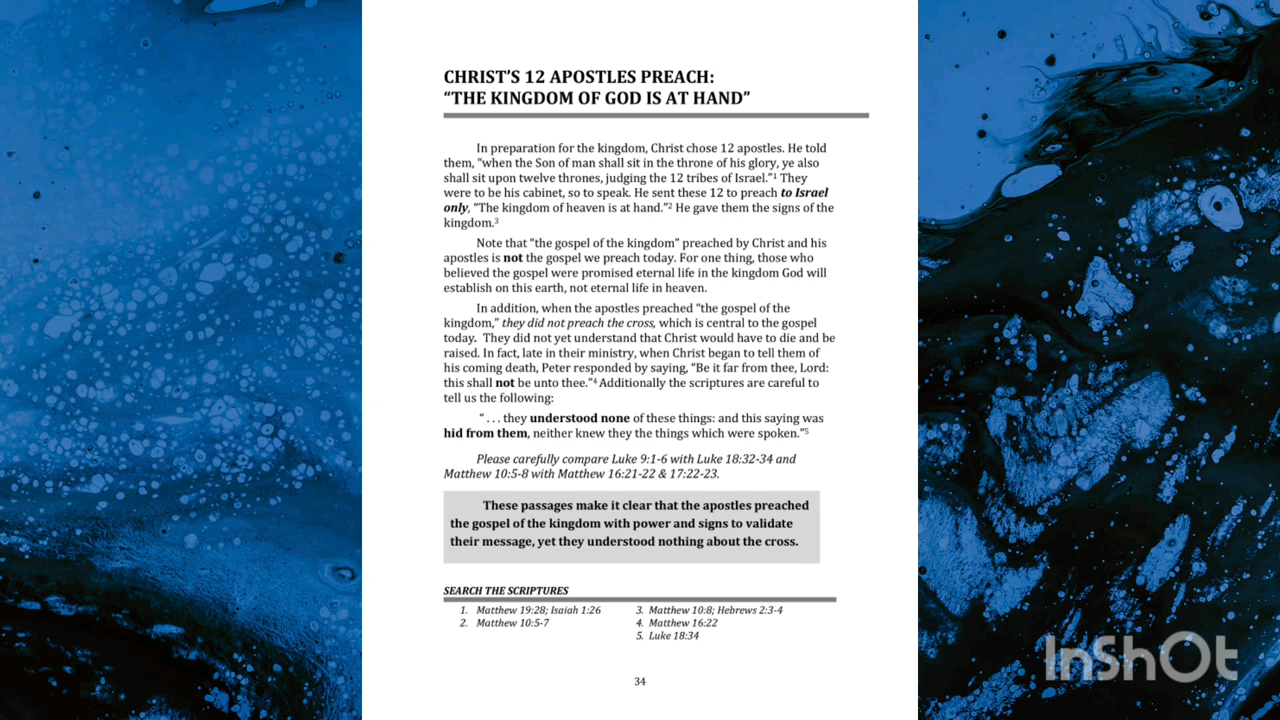 CHRIST’S 12 APOSTLES PREACH:
“THE KINGDOM OF GOD IS AT HAND”
In preparation for the kingdom, Christ chose 12 apostles. He told
them, “when the Son of man shall sit in the throne of his glory, ye also
shall sit upon twelve thrones, judging the 12 tribes of Israel.”1 They
were to be his cabinet, so to speak. He sent these 12 to preach to Israel
only, “The kingdom of heaven is at hand.”2 He gave them the signs of the
kingdom.3
Note that “the gospel of the kingdom” preached by Christ and his
apostles is not the gospel we preach today. For one thing, those who
believed the gospel were promised eternal life in the kingdom God will
establish on this earth, not eternal life in heaven.
In addition, when the apostles preached “the gospel of the
kingdom,” they did not preach the cross, which is central to the gospel
today. They did not yet understand that Christ would have to die and be
raised. In fact, late in their ministry, when Christ began to tell them of
his coming death, Peter responded by saying, “Be it far from thee, Lord:
this shall not be unto thee.”4 Additionally the scriptures are careful to
tell us the following:
“ . . . they understood none of these things: and this saying was
hid from them, neither knew they the things which were spoken.”5
Please carefully compare Luke 9:1-6 with Luke 18:32-34 and
Matthew 10:5-8 with Matthew 16:21-22 & 17:22-23.
These passages make it clear that the apostles preached
the gospel of the kingdom with power and signs to validate
their message, yet they understood nothing about the cross.
SEARCH THE SCRIPTURES
1. Matthew 19:28; Isaiah 1:26
2. Matthew 10:5-7
3. Matthew 10:8; Hebrews 2:3-4
4. Matthew 16:22
5. Luke 18:34
34
InShOt